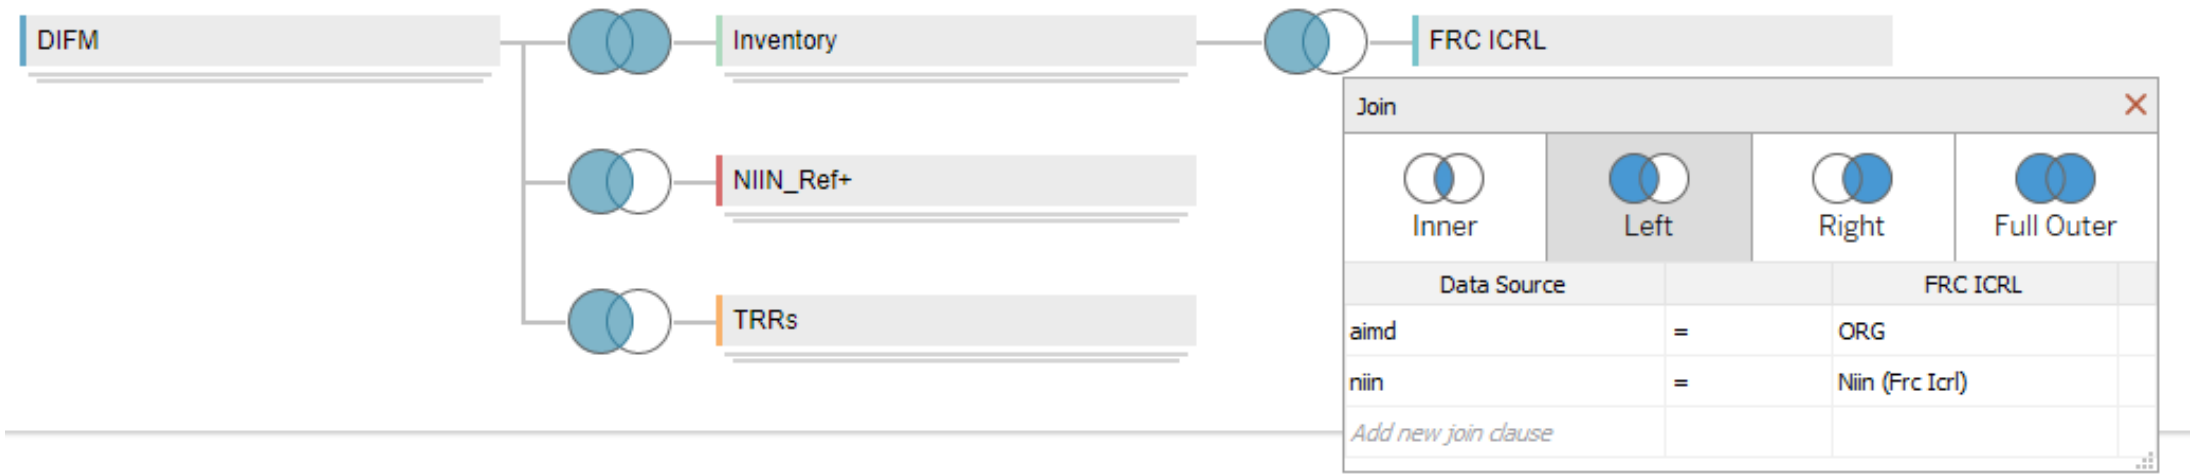 DIFM
Inventory
FRC ICRL
NIIN_Ref+
TRRs
Join
Inner
Left
Right
Full Outer
Data Source
FRC ICRL
aimd = ORG
niin = Niin (Frc Icrl)
Add new join clause